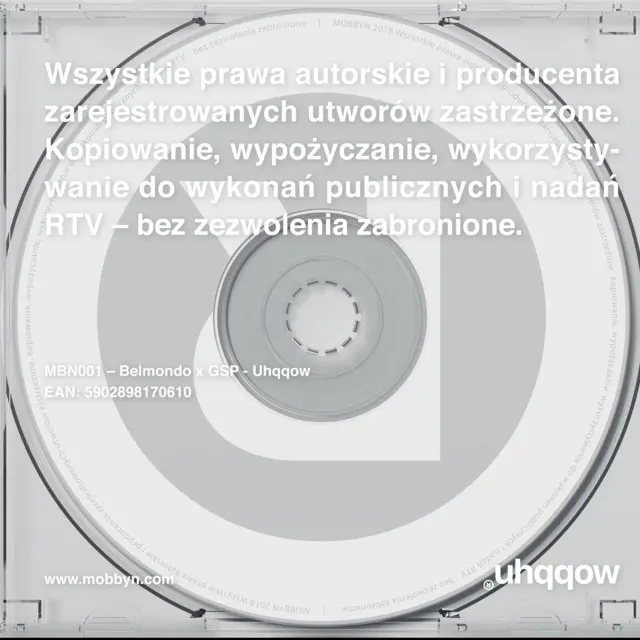 Wszystkie prawa autorskie i producenta
zarejestrowanych utworów zastrzeżone.
Kopiowanie, wypożyczanie, wykorzysty-
wanie do wykonań publicznych i nadań
RTV – bez zezwolenia zabronione.
MBN001 – Belmondo x GSP - Uhqqow
EAN: 5902898170610
www.mobbyn.com
®uhqqow